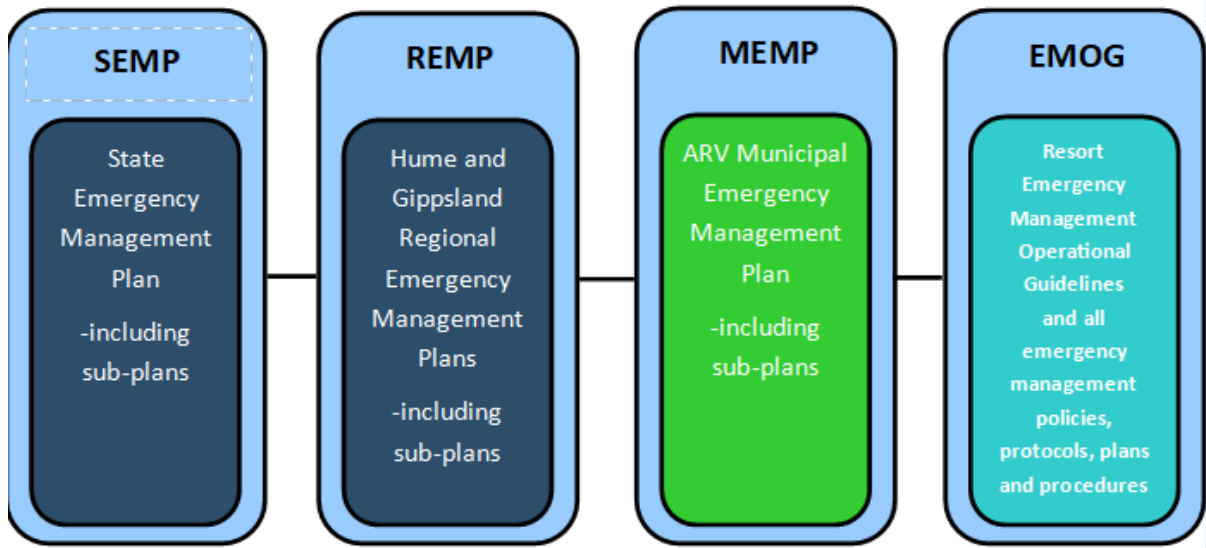 SEMP
State
Emergency
Management
Plan
-including
sub-plans
REMP
Hume and
Gippsland
Regional
Emergency
Management
Plans
-including
sub-plans
MEMP
ARV Municipal
Emergency
Management
Plan
-including
sub-plans
EMOG
Resort
Emergency
Management
Operational
Guidelines
and all
emergency
management
policies,
protocols, plans
and procedures